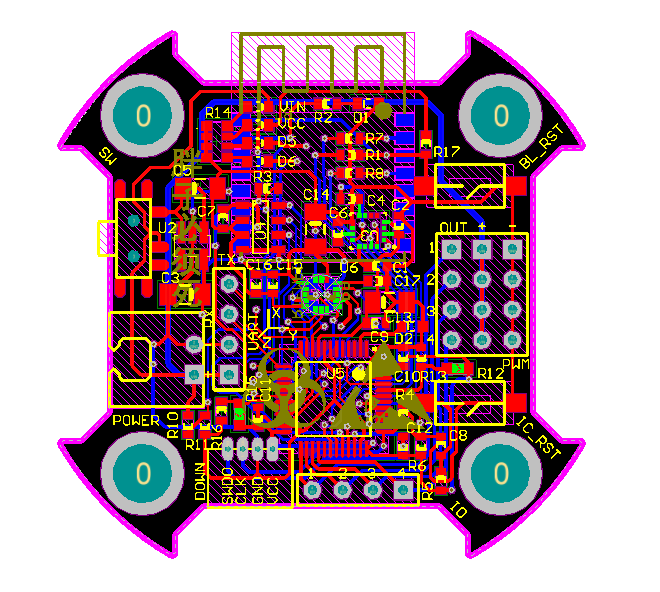 VIN
R14
R2
D1
VCC
R7
D5
R17
R1
BL_RST
SW
D6
R8
R3
C14
C4
C7
C6
C2
U2
OUT + -
1
TX
C16
C15
U6
C1
2
C3
C17
X
3
UART
Y
C13
Z
C9
D2
4
PWM
U5
C10
R13
R12
C11
R4
POWER
R10
R16
C12
C8
IC_RST
R11
R6
DOWN
SWDO
CLK
GND
VCC
1 2 3 4
R5
IO
0
0
0
0